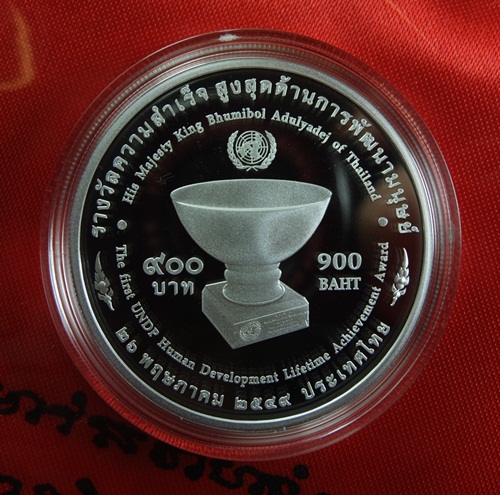 รางวัลความสำเร็จ สูงสุดด้านการพัฒนามนุษย์
His Majesty King Bhumibol Adulyadej of Thailand
๙๐๐
บาท
900
BAHT
The first UNDP Human Development Lifetime Achievement Award
๒๖ พฤษภาคม ๒๕๔๙ ประเทศไทย